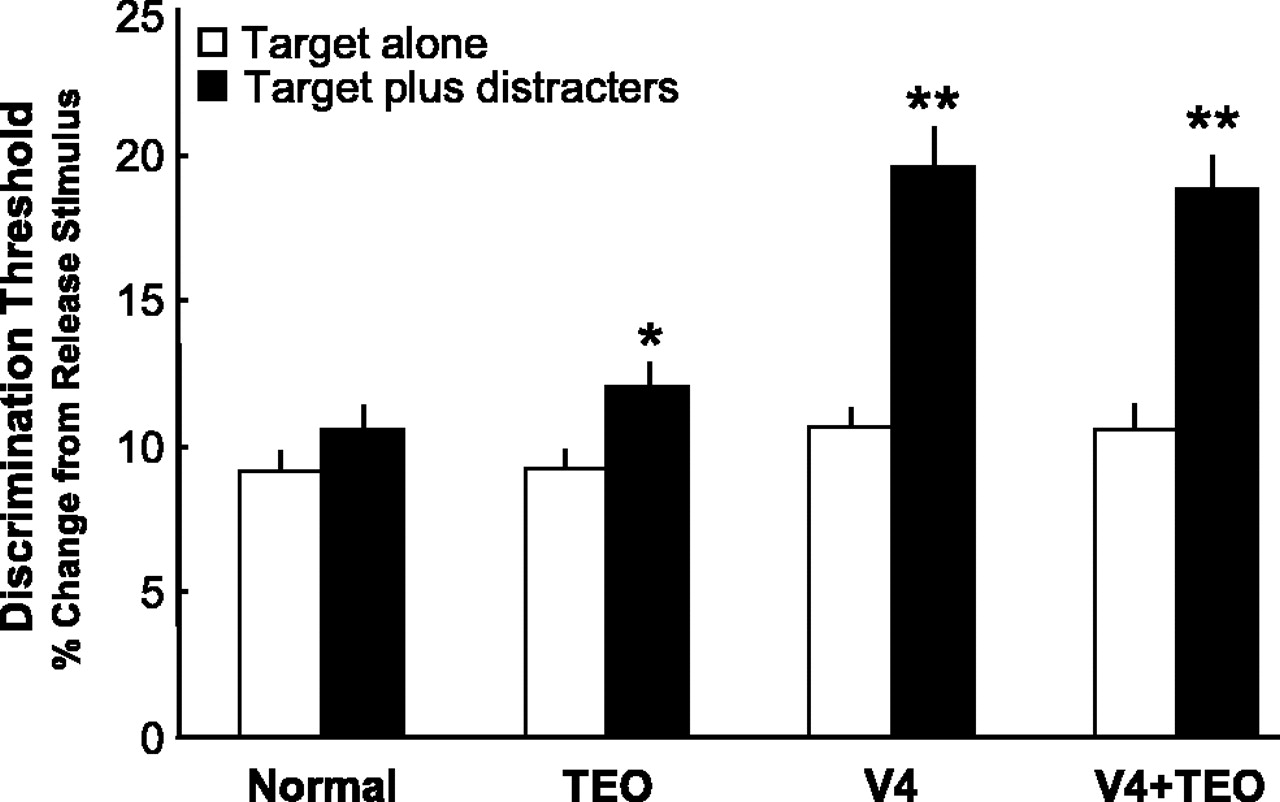 Discrimination Threshold
% Change from Release Stimulus
25
20
15
10
5
0
Target alone
Target plus distracters
*
**
**
Normal TEO V4 V4+TEO